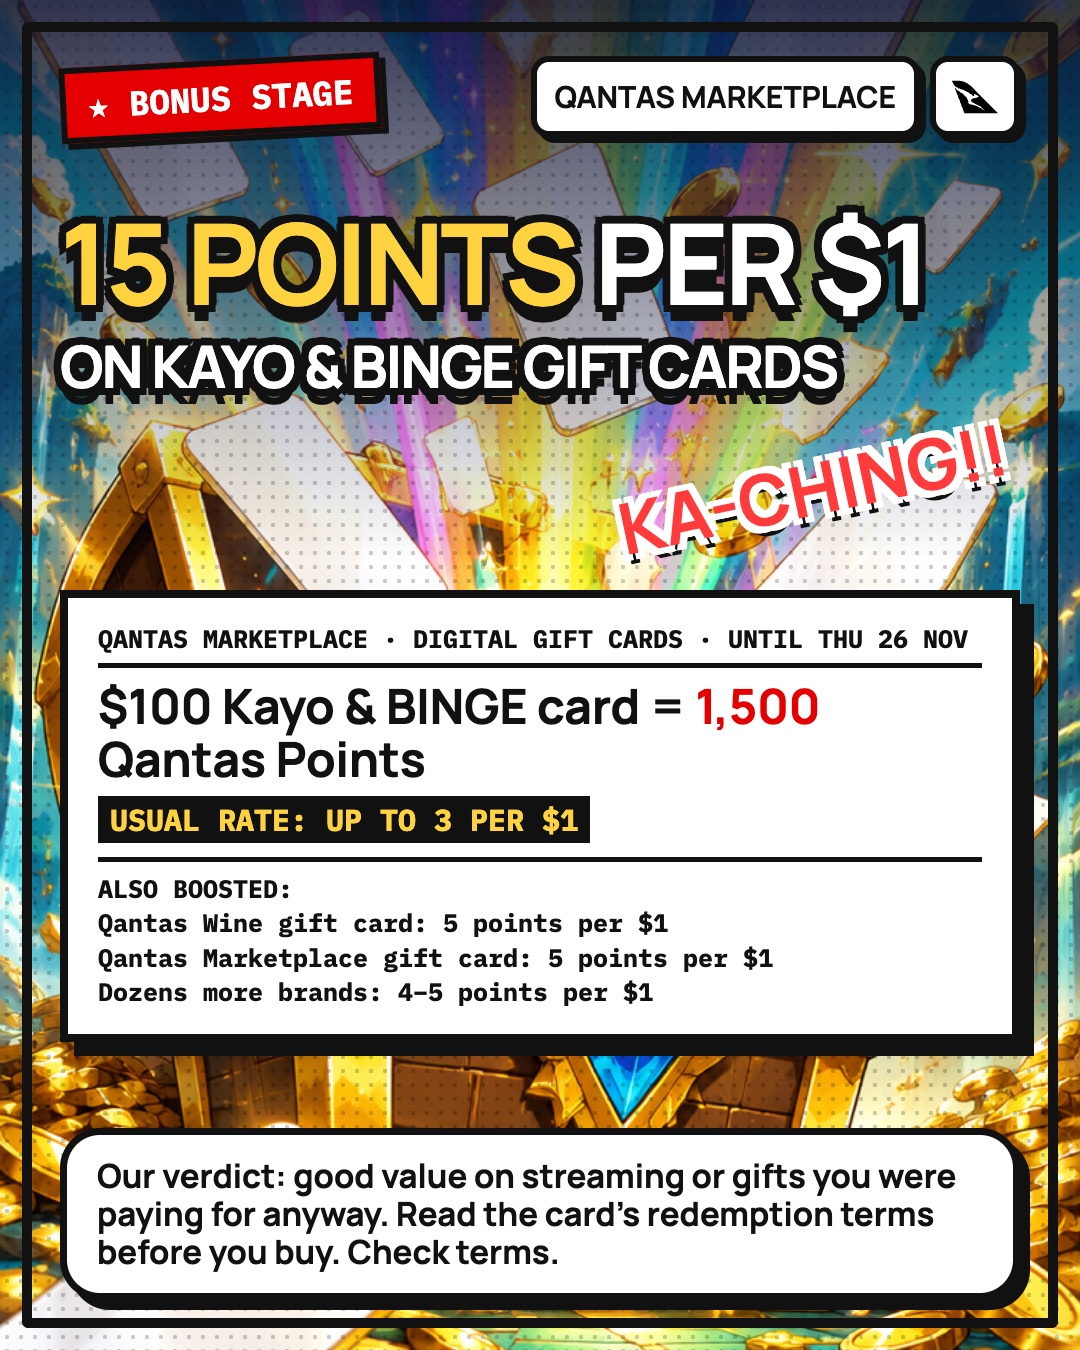 ★ BONUS STAGE
QANTAS MARKETPLACE
15 POINTS PER $1
ON KAYO & BINGE GIFT CARDS
KA-CHING!!
QANTAS MARKETPLACE · DIGITAL GIFT CARDS · UNTIL THU 26 NOV
$100 Kayo & BINGE card = 1,500
Qantas Points
USUAL RATE: UP TO 3 PER $1
ALSO BOOSTED:
Qantas Wine gift card: 5 points per $1
Qantas Marketplace gift card: 5 points per $1
Dozens more brands: 4–5 points per $1
Our verdict: good value on streaming or gifts you were
paying for anyway. Read the card’s redemption terms
before you buy. Check terms.